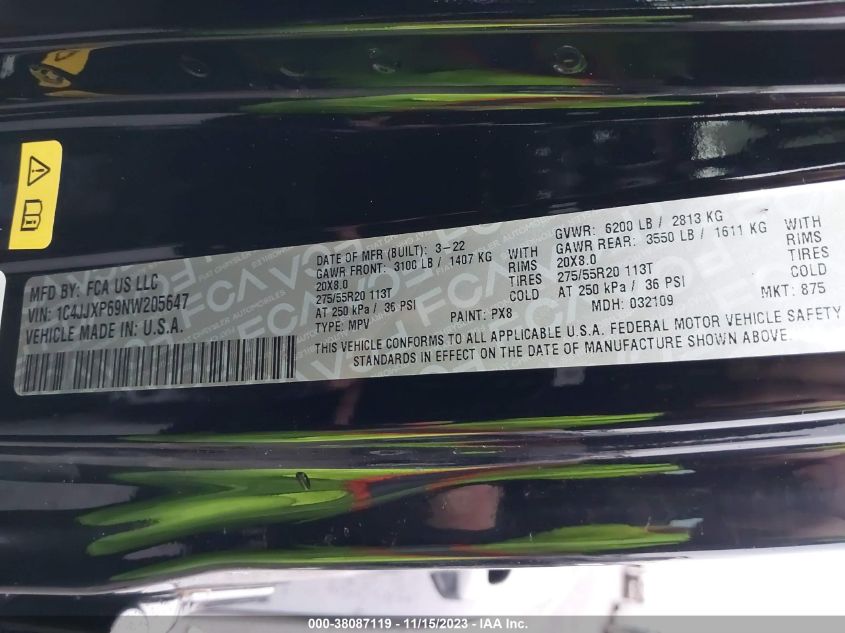 MFD BY: FCA US LLC
VIN: 1C4JJXP69NW205647
VEHICLE MADE IN U.S.A.
DATE OF MFR (BUILT): 3-22
GAWR FRONT: 3100 LB / 1407 KG WITH
20X8.0 RIMS
275/55R20 113T TIRES
AT 250 kPa / 36 PSI COLD
TYPE: MPV PAINT: PX8
GVWR: 6200 LB / 2813 KG
GAWR REAR: 3550 LB / 1611 KG WITH
20X8.0 RIMS
275/55R20 113T TIRES
AT 250 kPa / 36 PSI COLD
MDH: 032109 MKT: 875
THIS VEHICLE CONFORMS TO ALL APPLICABLE U.S.A. FEDERAL MOTOR VEHICLE SAFETY
STANDARDS IN EFFECT ON THE DATE OF MANUFACTURE SHOWN ABOVE.
000-38087119 - 11/15/2023 - IAA Inc.